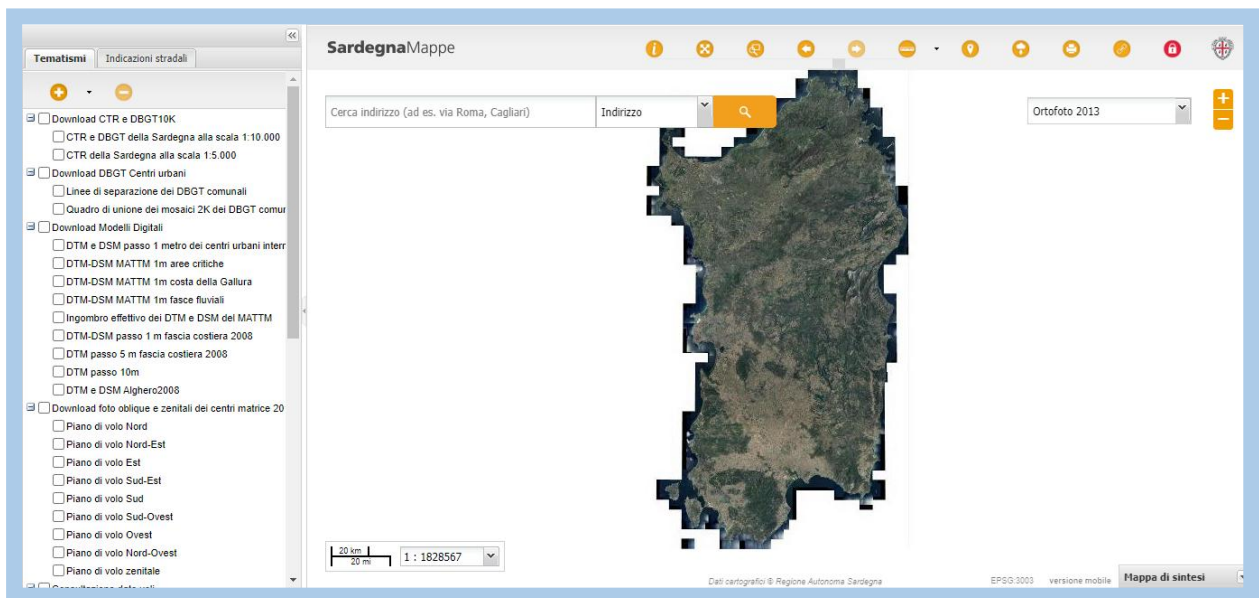 Tematismi
Indicazioni stradali
Download CTR e DBGT10K
CTR e DBGT della Sardegna alla scala 1:10.000
CTR della Sardegna alla scala 1:5.000
Download DBGT Centri urbani
Linee di separazione dei DBGT comunali
Quadro di unione dei mosaici 2K dei DBGT comur
Download Modelli Digitali
DTM e DSM passo 1 metro dei centri urbani interr
DTM-DSM MATTM 1m aree critiche
DTM-DSM MATTM 1m costa della Gallura
DTM-DSM MATTM 1m fasce fluviali
Ingombro effettivo dei DTM e DSM del MATTM
DTM-DSM passo 1 m fascia costiera 2008
DTM passo 5 m fascia costiera 2008
DTM passo 10m
DTM e DSM Alghero2008
Download foto oblique e zenitali dei centri matrice 20
Piano di volo Nord
Piano di volo Nord-Est
Piano di volo Est
Piano di volo Sud-Est
Piano di volo Sud
Piano di volo Sud-Ovest
Piano di volo Ovest
Piano di volo Nord-Ovest
Piano di volo zenitale
SardegnaMappe
Cerca indirizzo (ad es. via Roma, Cagliari)
Indirizzo
Ortofoto 2013
20 km
20 mi
1 : 1828567
Dati cartografici © Regione Autonoma Sardegna
EPSG:3003
versione mobile
Mappa di sintesi